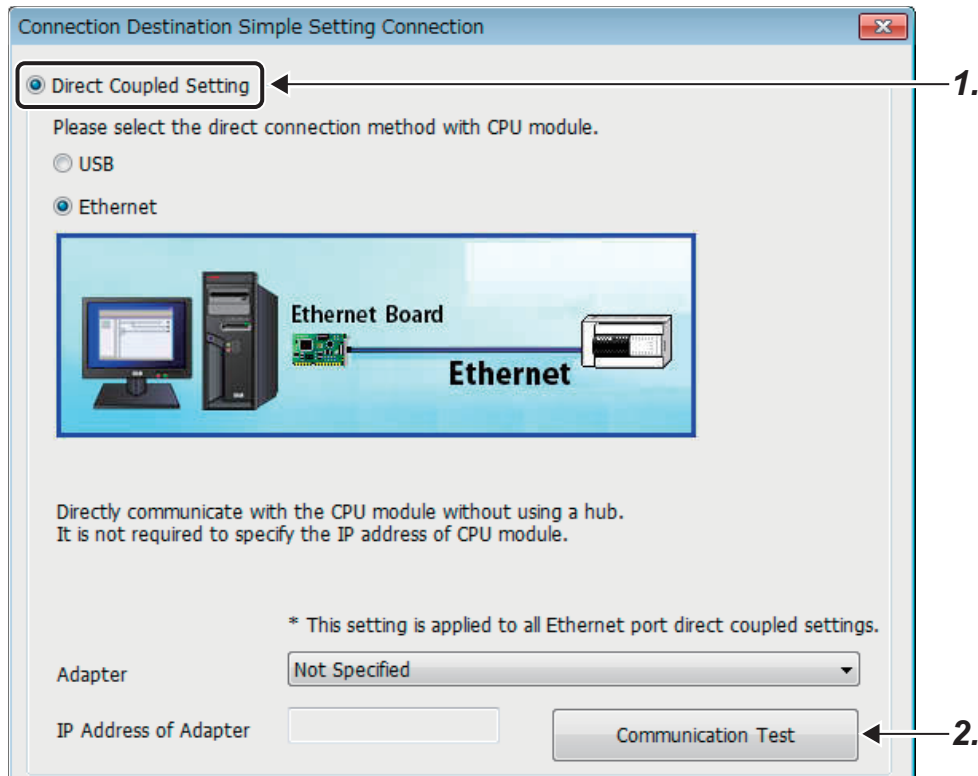 Connection Destination Simple Setting Connection
Direct Coupled Setting
1.
Please select the direct connection method with CPU module.
USB
Ethernet
Ethernet Board
Ethernet
Directly communicate with the CPU module without using a hub.
It is not required to specify the IP address of CPU module.
* This setting is applied to all Ethernet port direct coupled settings.
Adapter
Not Specified
IP Address of Adapter
Communication Test
2.